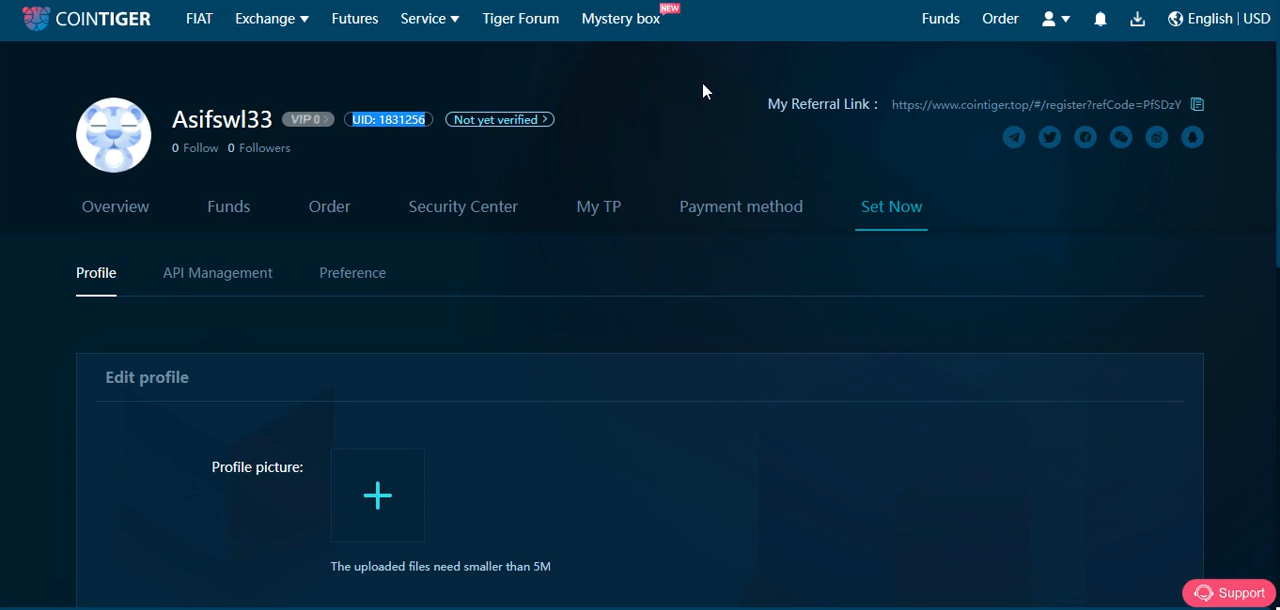 COINTIGER FIAT Exchange Futures Service Tiger Forum Mystery box NEW Funds Order English | USD
My Referral Link : https://www.cointiger.top/#/register?refCode=PfSDzY
Asifswl33 VIP 0 > UID: 1831256 Not yet verified >
0 Follow 0 Followers
Overview Funds Order Security Center My TP Payment method Set Now
Profile API Management Preference
Edit profile
Profile picture:
+
The uploaded files need smaller than 5M
Support